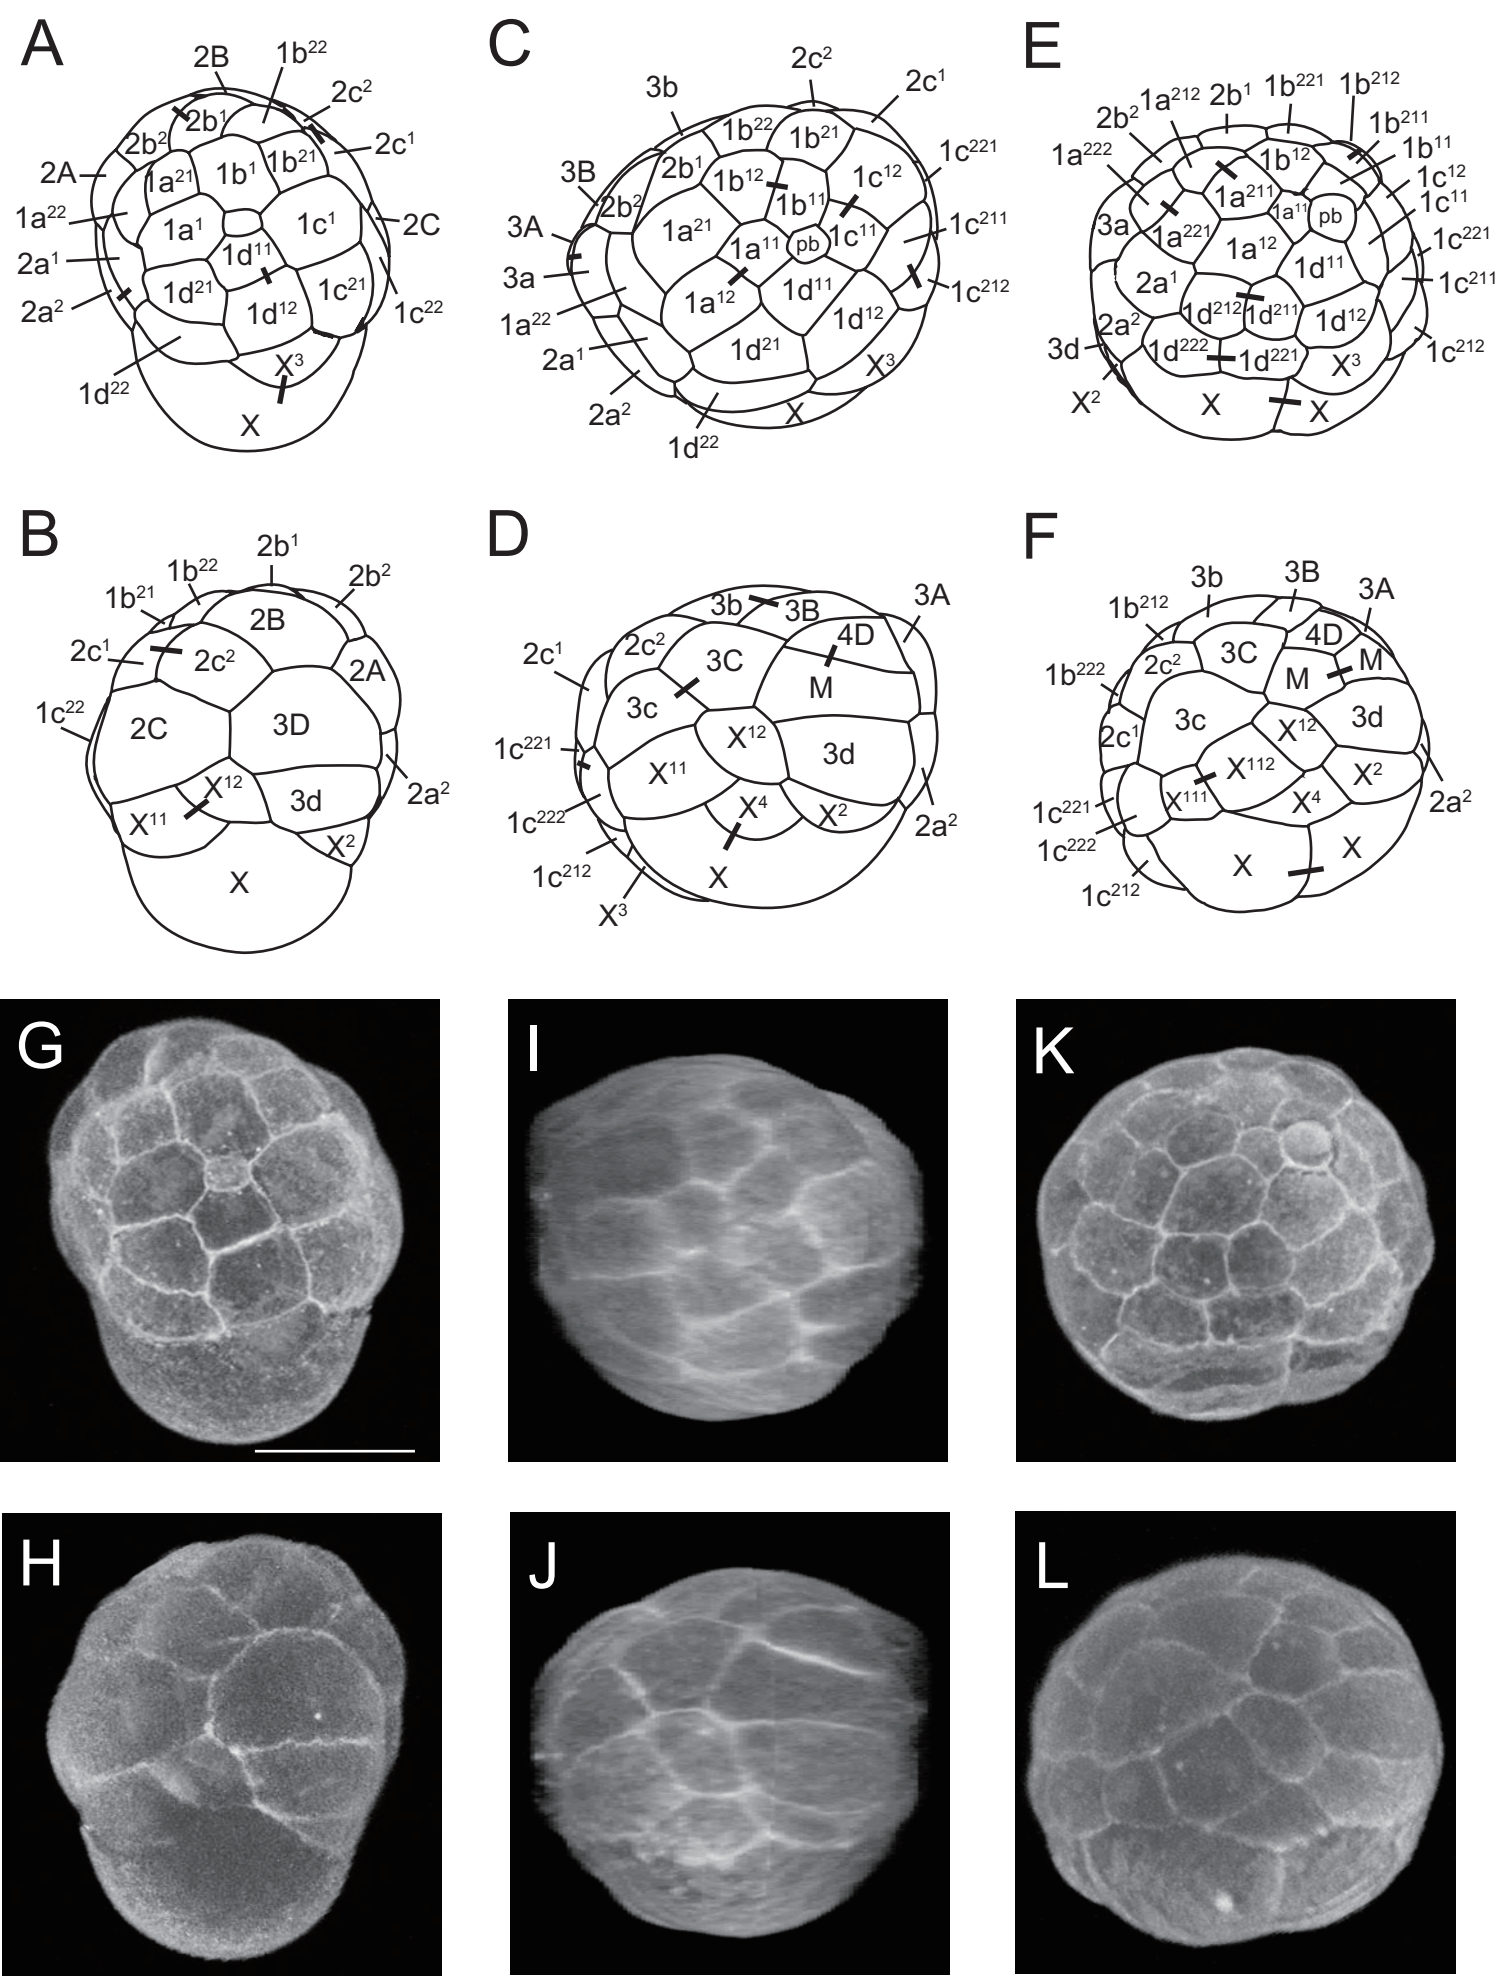 A
2B
1b²²
2c²
2b¹
2b²
2c¹
2A
1a²¹
1b¹
1b²¹
1a²²
1a¹
1c¹
2C
1d¹¹
2a¹
1d²¹
1c²¹
2a²
1d¹²
1c²²
X³
1d²²
X
C
2c²
3b
2c¹
1b²²
1b²¹
1c²²¹
3B
2b¹
1b¹²
1c¹²
2b²
1b¹¹
3A
1a²¹
1a¹¹
pb
1c¹¹
1c²¹¹
3a
1a¹²
1d¹¹
1c²¹²
1a²²
1d¹²
2a¹
1d²¹
X³
2a²
X
1d²²
E
2b¹
1b²²¹
1b²¹²
1a²¹²
2b²
1b²¹¹
1a²²²
1b¹²
1b¹¹
1c¹²
1a²¹¹
1a¹¹
pb
1c¹¹
3a
1a²²¹
1a¹²
1c²²¹
2a¹
1d¹¹
1c²¹¹
1d²¹²
1d²¹¹
1d¹²
2a²
3d
1d²²²
1d²²¹
X³
1c²¹²
X²
X
X
B
2b¹
1b²²
2b²
1b²¹
2B
2c¹
2c²
2A
1c²²
2C
3D
X¹²
3d
2a²
X¹¹
X²
X
D
3b
3B
3A
2c¹
2c²
3C
4D
3c
M
1c²²¹
X¹²
3d
X¹¹
1c²²²
X⁴
X²
2a²
1c²¹²
X
X³
F
3b
3B
3A
1b²¹²
3C
4D
M
1b²²²
2c²
M
3c
3d
2c¹
X¹²
X¹¹²
X²
1c²²¹
X¹¹¹
X⁴
2a²
1c²²²
X
X
1c²¹²
G
I
K
H
J
L